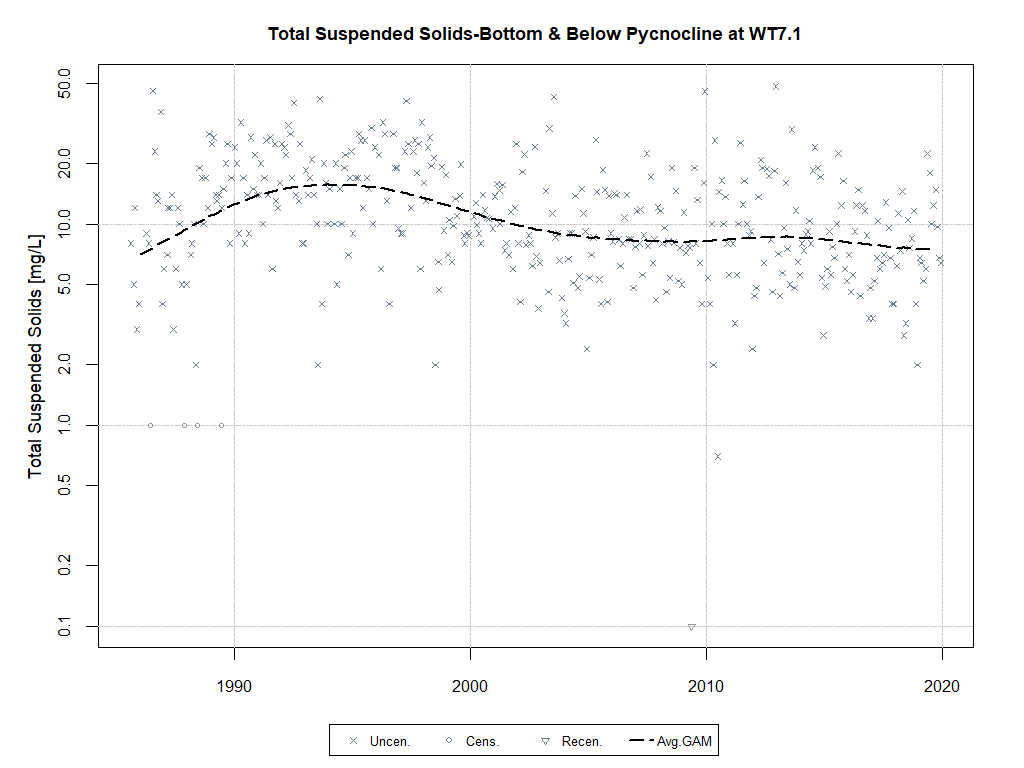 Total Suspended Solids-Bottom & Below Pycnocline at WT7.1
Total Suspended Solids [mg/L]
50.0
20.0
10.0
5.0
2.0
1.0
0.5
0.2
0.1
1990 2000 2010 2020
Uncen. Cens. Recen. Avg.GAM